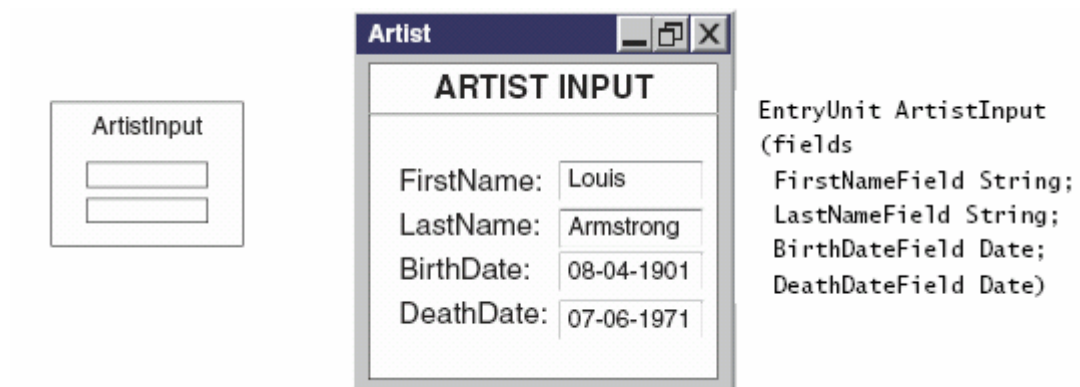 ArtistInput
Artist
ARTIST INPUT
FirstName: Louis
LastName: Armstrong
BirthDate: 08-04-1901
DeathDate: 07-06-1971
EntryUnit ArtistInput
(fields
FirstNameField String;
LastNameField String;
BirthDateField Date;
DeathDateField Date)